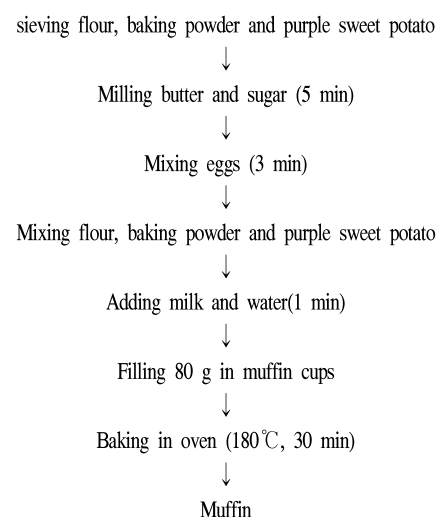 sieving flour, baking powder and purple sweet potato
↓
Milling butter and sugar (5 min)
↓
Mixing eggs (3 min)
↓
Mixing flour, baking powder and purple sweet potato
↓
Adding milk and water(1 min)
↓
Filling 80 g in muffin cups
↓
Baking in oven (180℃, 30 min)
↓
Muffin